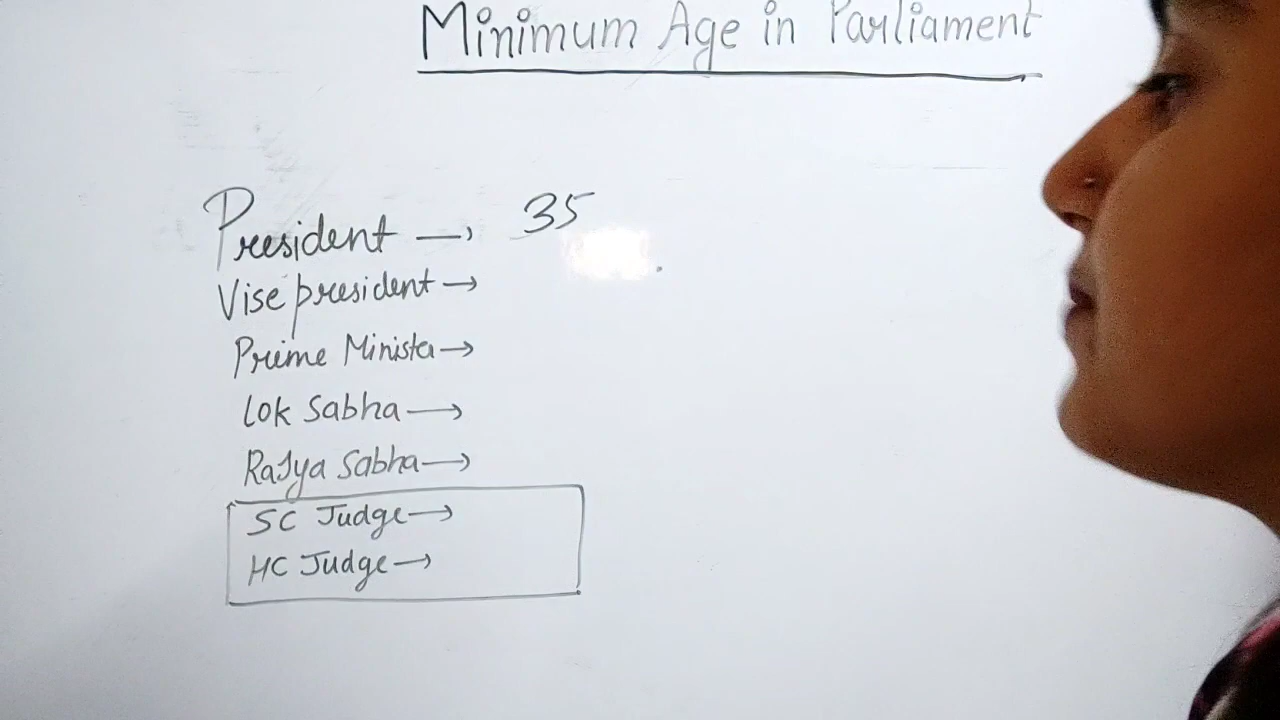 Minimum Age in Parliament
President → 35
Vise president →
Prime Minister →
Lok Sabha →
Rajya Sabha →
SC Judge →
HC Judge →